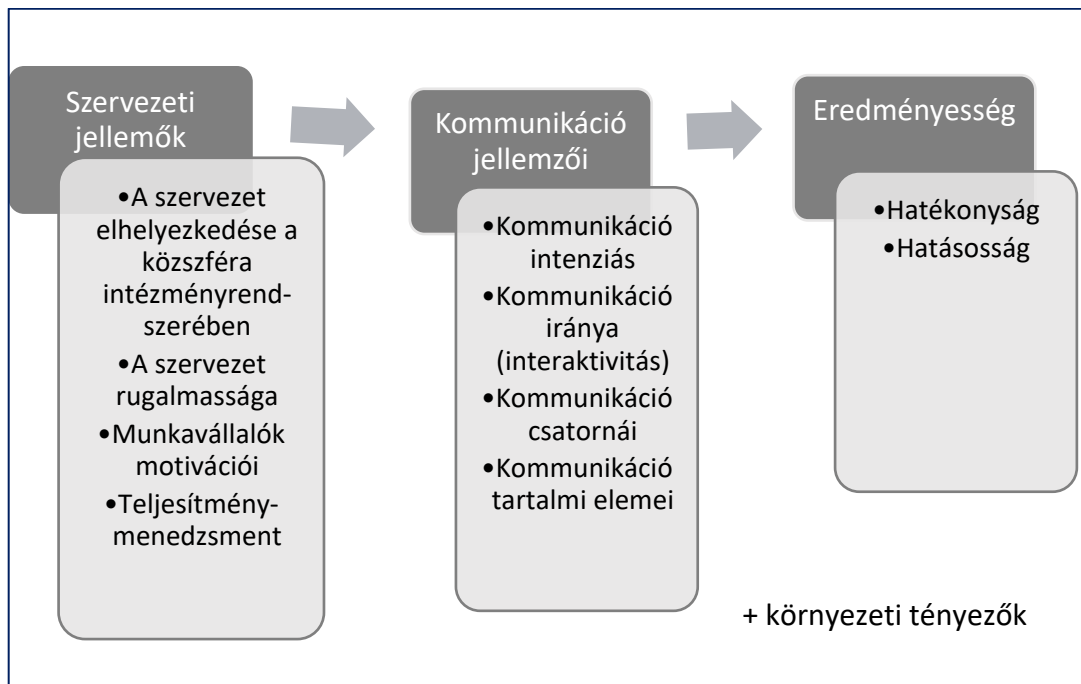 Szervezeti
jellemők
•A szervezet
elhelyezkedése a
közszféra
intézményrend-
szerében
•A szervezet
rugalmassága
•Munkavállalók
motivációi
•Teljesítmény-
menedzsment
Kommunikáció
jellemzői
•Kommunikáció
intenziás
•Kommunikáció
iránya
(interaktivitás)
•Kommunikáció
csatornái
•Kommunikáció
tartalmi elemei
Eredményesség
•Hatékonyság
•Hatásosság
+ környezeti tényezők